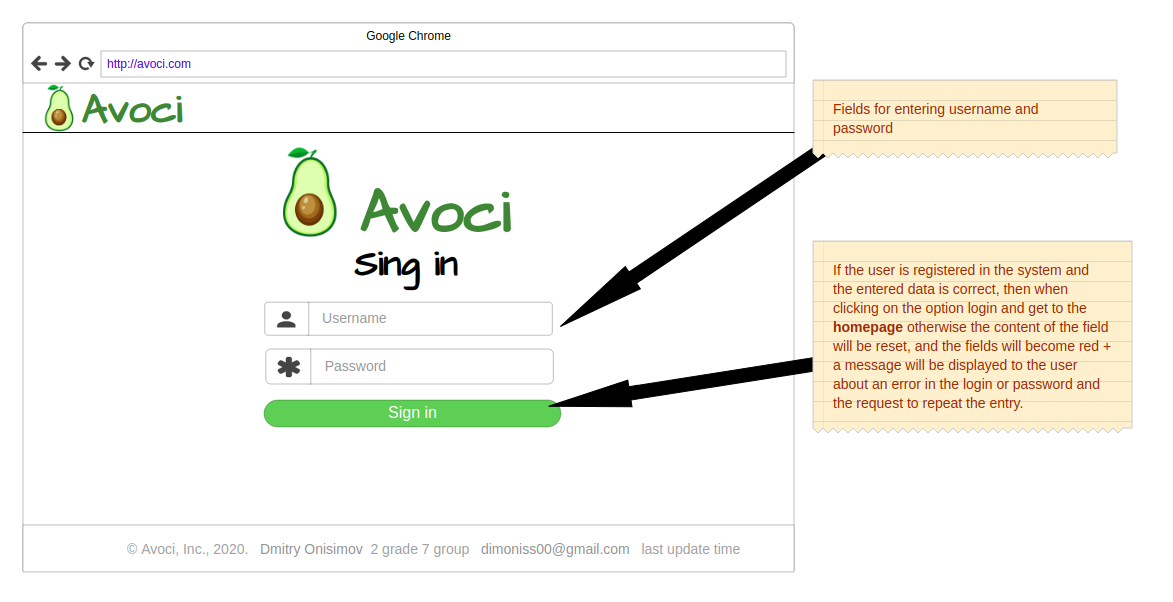 Google Chrome
http://avoci.com
Avoci
Avoci
Sing in
Username
Password
Sign in
© Avoci, Inc., 2020. Dmitry Onisimov 2 grade 7 group dimoniss00@gmail.com last update time
Fields for entering username and
password
If the user is registered in the system and
the entered data is correct, then when
clicking on the option login and get to the
homepage otherwise the content of the field
will be reset, and the fields will become red +
a message will be displayed to the user
about an error in the login or password and
the request to repeat the entry.